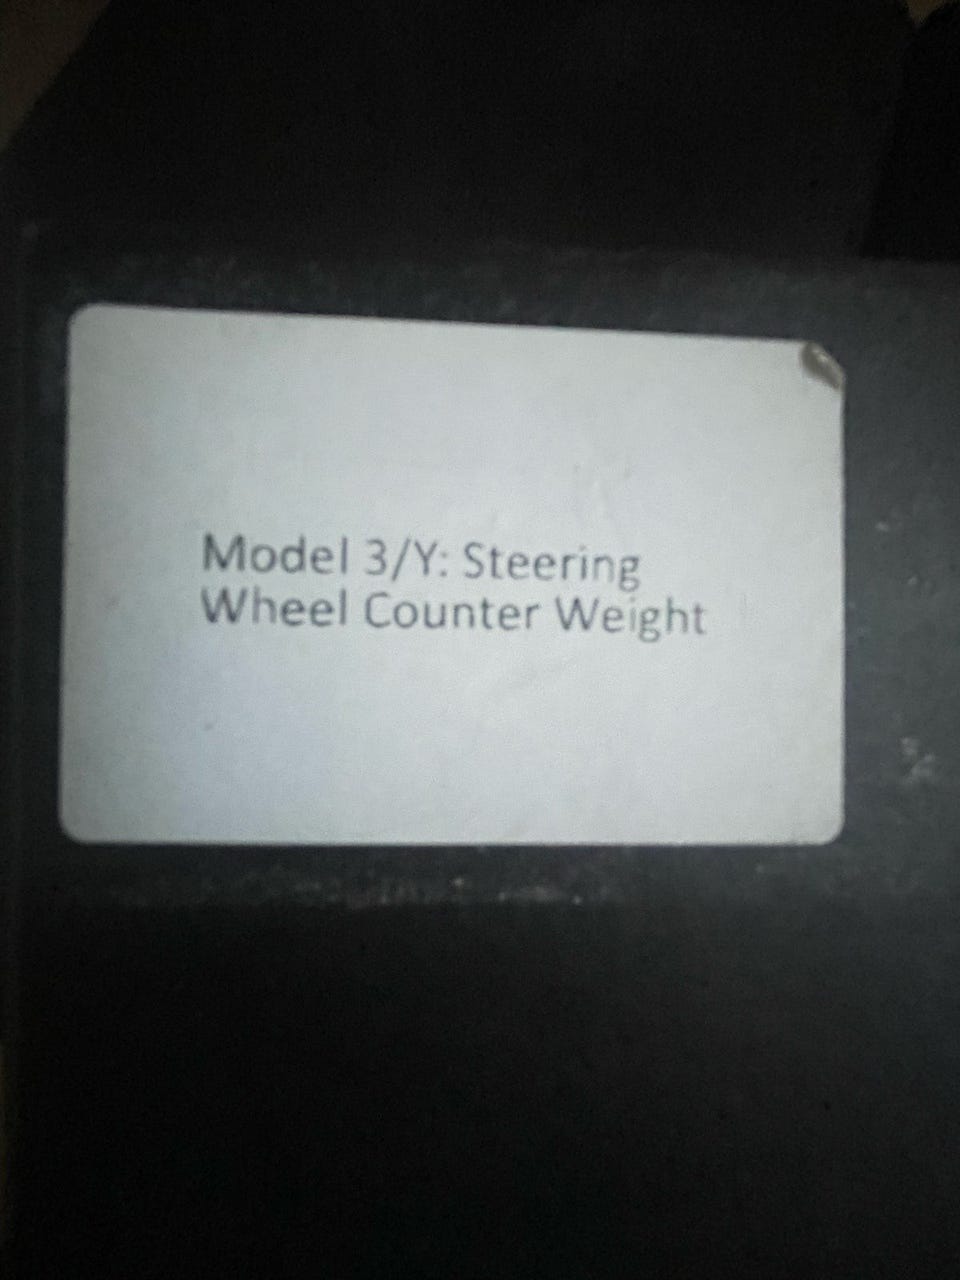 Model 3/Y: Steering
Wheel Counter Weight